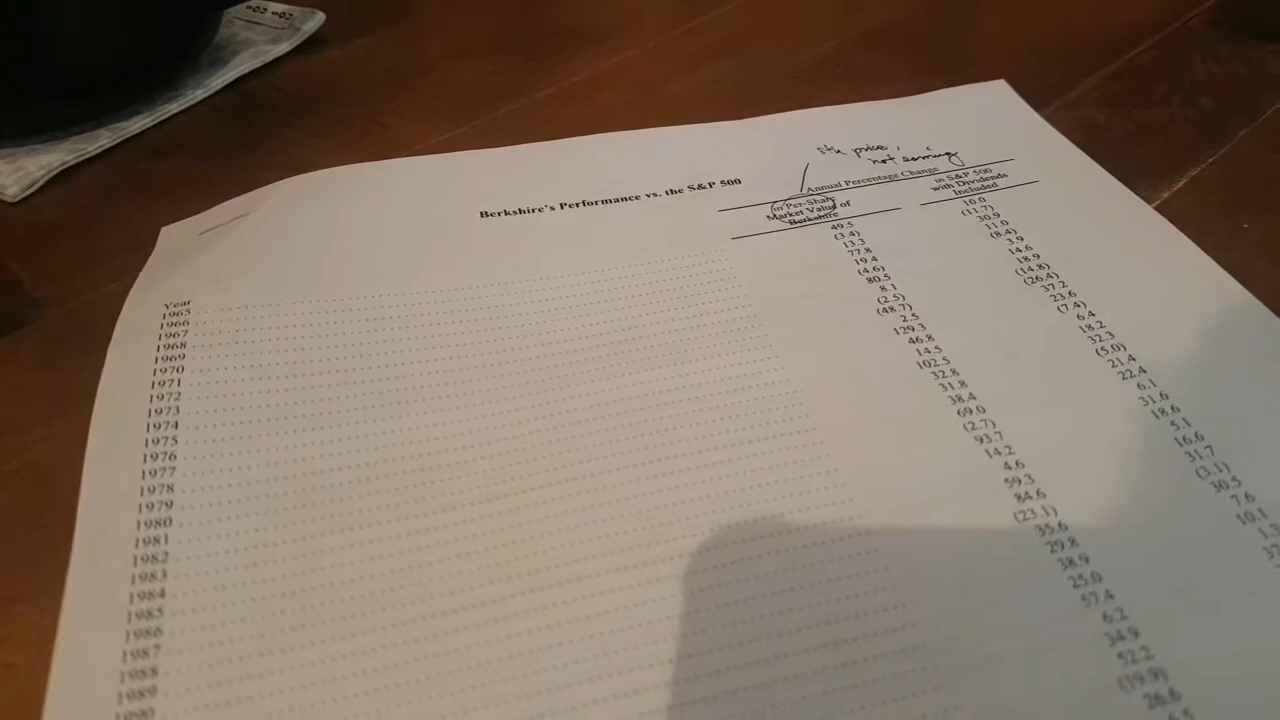 500 500
stk price,
not earning
Berkshire's Performance vs. the S&P 500
Annual Percentage Change
in Per-Share
Market Value of
Berkshire
in S&P 500
with Dividends
Included
Year
1965 49.5 10.0
1966 (3.4) (11.7)
1967 13.3 30.9
1968 77.8 11.0
1969 19.4 (8.4)
1970 (4.6) 3.9
1971 80.5 14.6
1972 8.1 18.9
1973 (2.5) (14.8)
1974 (48.7) (26.4)
1975 2.5 37.2
1976 129.3 23.6
1977 46.8 (7.4)
1978 14.5 6.4
1979 102.5 18.2
1980 32.8 32.3
1981 31.8 (5.0)
1982 38.4 21.4
1983 69.0 22.4
1984 (2.7) 6.1
1985 93.7 31.6
1986 14.2 18.6
1987 4.6 5.1
1988 59.3 16.6
1989 84.6 31.7
1990 (23.1) (3.1)
35.6 30.5
29.8 7.6
38.9 10.1
25.0 1.3
57.4
6.2
34.9
52.2
(19.9)
26.6
6.5